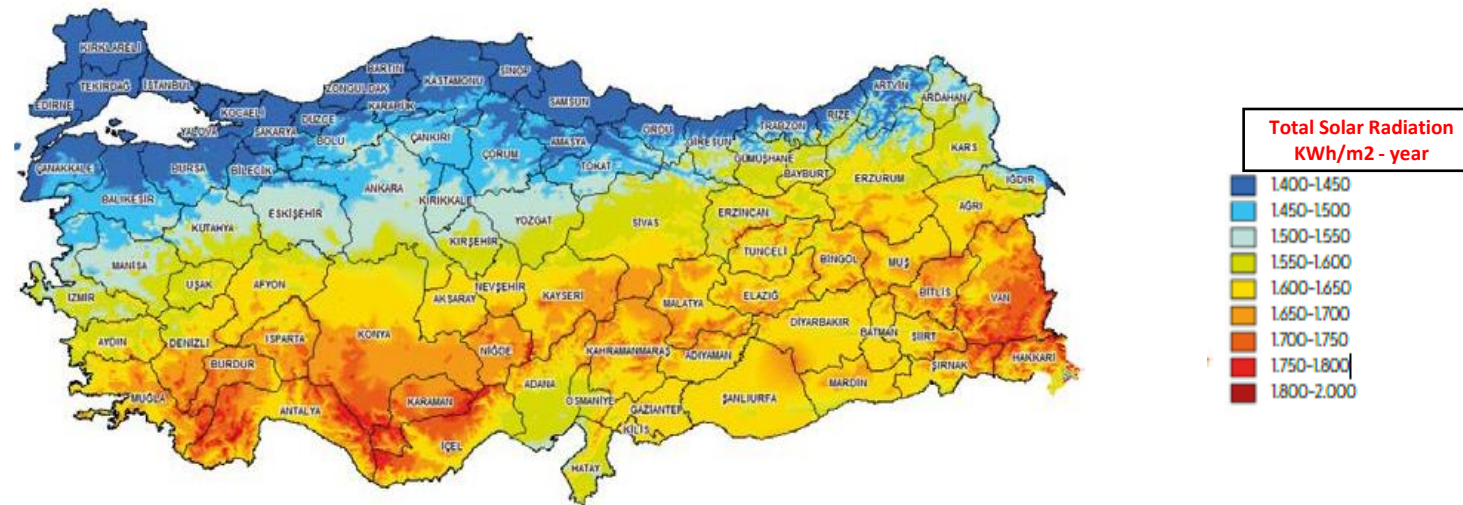 KIRKLARELİ
TEKİRDAĞ
İSTANBUL
EDİRNE
KOCAELİ
YALOVA
SAKARYA
DÜZCE
ZONGULDAK
BARTIN
KARABÜK
KASTAMONU
SİNOP
SAMSUN
ORDU
GİRESUN
TRABZON
RİZE
ARTVİN
ARDAHAN
KARS
IĞDIR
ÇANAKKALE
BURSA
BİLECİK
BOLU
ÇANKIRI
ÇORUM
AMASYA
TOKAT
GÜMÜŞHANE
BAYBURT
ERZURUM
AĞRI
BALIKESİR
KUTAHYA
ESKİŞEHİR
ANKARA
KIRIKKALE
YOZGAT
SİVAS
ERZİNCAN
KIRŞEHİR
TUNCELİ
BİNGOL
MUŞ
MANİSA
UŞAK
AFYON
AKSARAY
NEVŞEHİR
KAYSERİ
MALATYA
ELAZIĞ
BİTLİS
VAN
İZMİR
AYDIN
DENİZLİ
ISPARTA
KONYA
NİĞDE
KAHRAMANMARAŞ
ADIYAMAN
DİYARBAKIR
BATMAN
SİİRT
ŞIRNAK
HAKKARİ
BURDUR
MUĞLA
ANTALYA
KARAMAN
İÇEL
ADANA
OSMANİYE
GAZİANTEP
KİLİS
ŞANLIURFA
MARDİN
HATAY
Total Solar Radiation
KWh/m2 - year
1.400-1.450
1.450-1.500
1.500-1.550
1.550-1.600
1.600-1.650
1.650-1.700
1.700-1.750
1.750-1.800
1.800-2.000